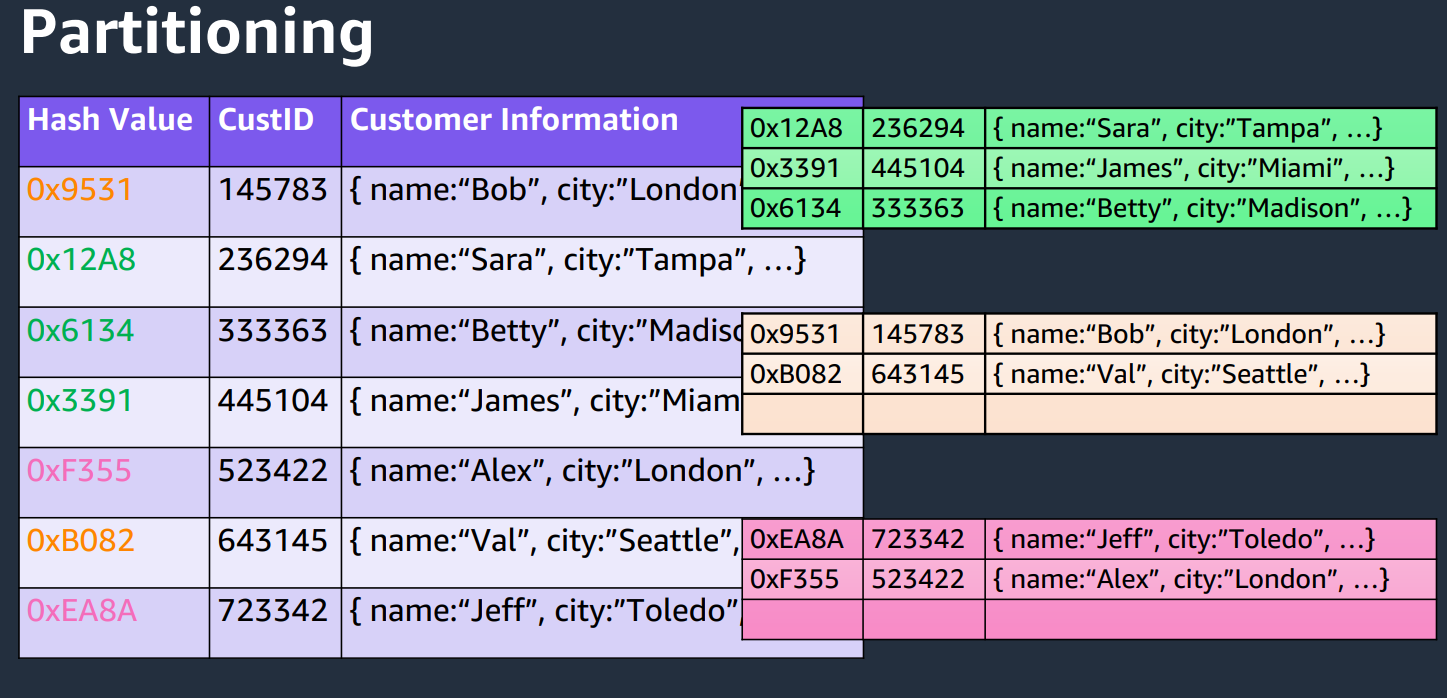 Partitioning
Hash Value CustID Customer Information
0x9531 145783 { name:“Bob”, city:”London”
0x12A8 236294 { name:“Sara”, city:”Tampa”, …}
0x6134 333363 { name:“Betty”, city:”Madisc
0x3391 445104 { name:“James”, city:”Miam
0xF355 523422 { name:“Alex”, city:”London”, …}
0xB082 643145 { name:“Val”, city:”Seattle”,
0xEA8A 723342 { name:“Jeff”, city:”Toledo”,
0x12A8 236294 { name:“Sara”, city:”Tampa”, …}
0x3391 445104 { name:“James”, city:”Miami”, …}
0x6134 333363 { name:“Betty”, city:”Madison”, …}
0x9531 145783 { name:“Bob”, city:”London”, …}
0xB082 643145 { name:“Val”, city:”Seattle”, …}
0xEA8A 723342 { name:“Jeff”, city:”Toledo”, …}
0xF355 523422 { name:“Alex”, city:”London”, …}